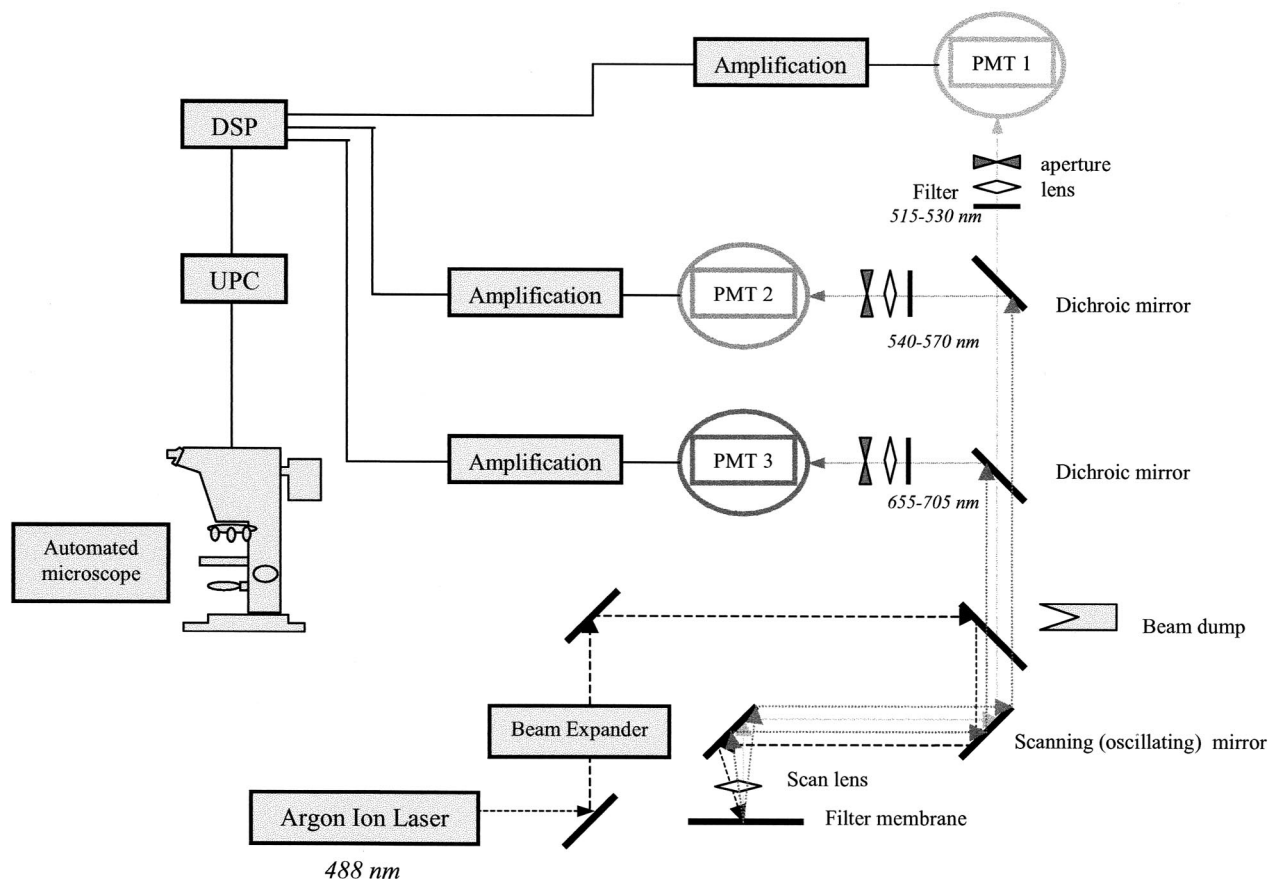 Amplification
PMT 1
DSP
aperture
Filter
lens
515-530 nm
UPC
Amplification
PMT 2
Dichroic mirror
540-570 nm
Amplification
PMT 3
Dichroic mirror
655-705 nm
Automated
microscope
Beam dump
Beam Expander
Scanning (oscillating) mirror
Scan lens
Argon Ion Laser
Filter membrane
488 nm